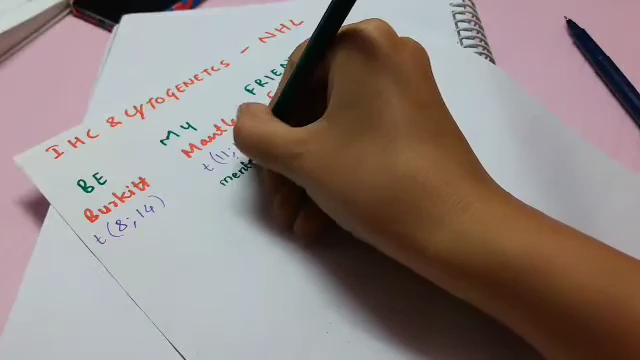 IHC & CYTOGENETICS - NHL
BE MY FRIEN
Burkitt Mantle
t(8;14) t(11;